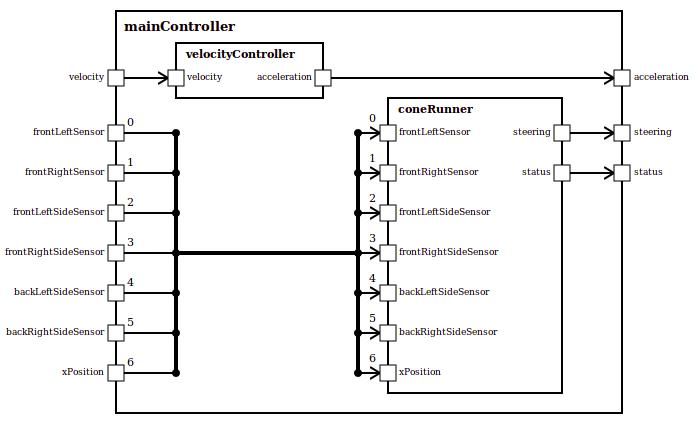 mainController
velocityController
velocity velocity acceleration acceleration
coneRunner
frontLeftSensor 0 0 frontLeftSensor steering steering
frontRightSensor 1 1 frontRightSensor status status
frontLeftSideSensor 2 2 frontLeftSideSensor
frontRightSideSensor 3 3 frontRightSideSensor
backLeftSideSensor 4 4 backLeftSideSensor
backRightSideSensor 5 5 backRightSideSensor
xPosition 6 6 xPosition